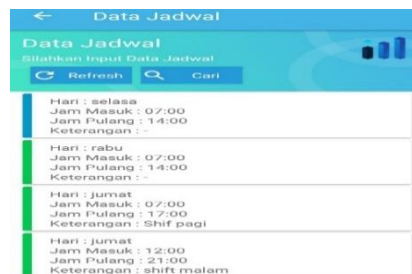 Data Jadwal
Data Jadwal
Silahkan Input Data Jadwal
Refresh Cari
Hari : selasa
Jam Masuk : 07:00
Jam Pulang : 14:00
Keterangan : -
Hari : rabu
Jam Masuk : 07:00
Jam Pulang : 14:00
Keterangan : -
Hari : jumat
Jam Masuk : 07:00
Jam Pulang : 17:00
Keterangan : Shif pagi
Hari : jumat
Jam Masuk : 12:00
Jam Pulang : 21:00
Keterangan : shift malam